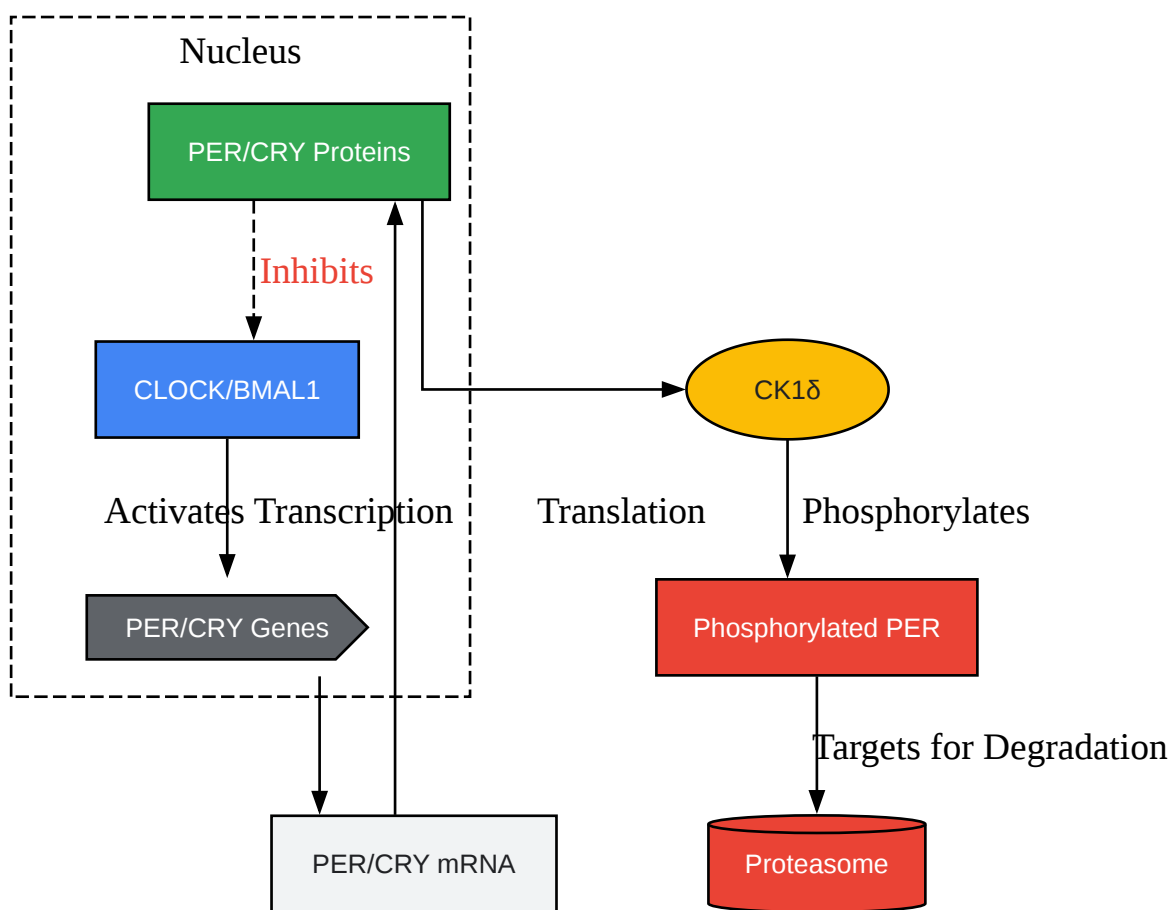 Nucleus
PER/CRY Proteins
Inhibits
CLOCK/BMAL1
CK1δ
Activates Transcription
Translation
Phosphorylates
PER/CRY Genes
Phosphorylated PER
Targets for Degradation
PER/CRY mRNA
Proteasome